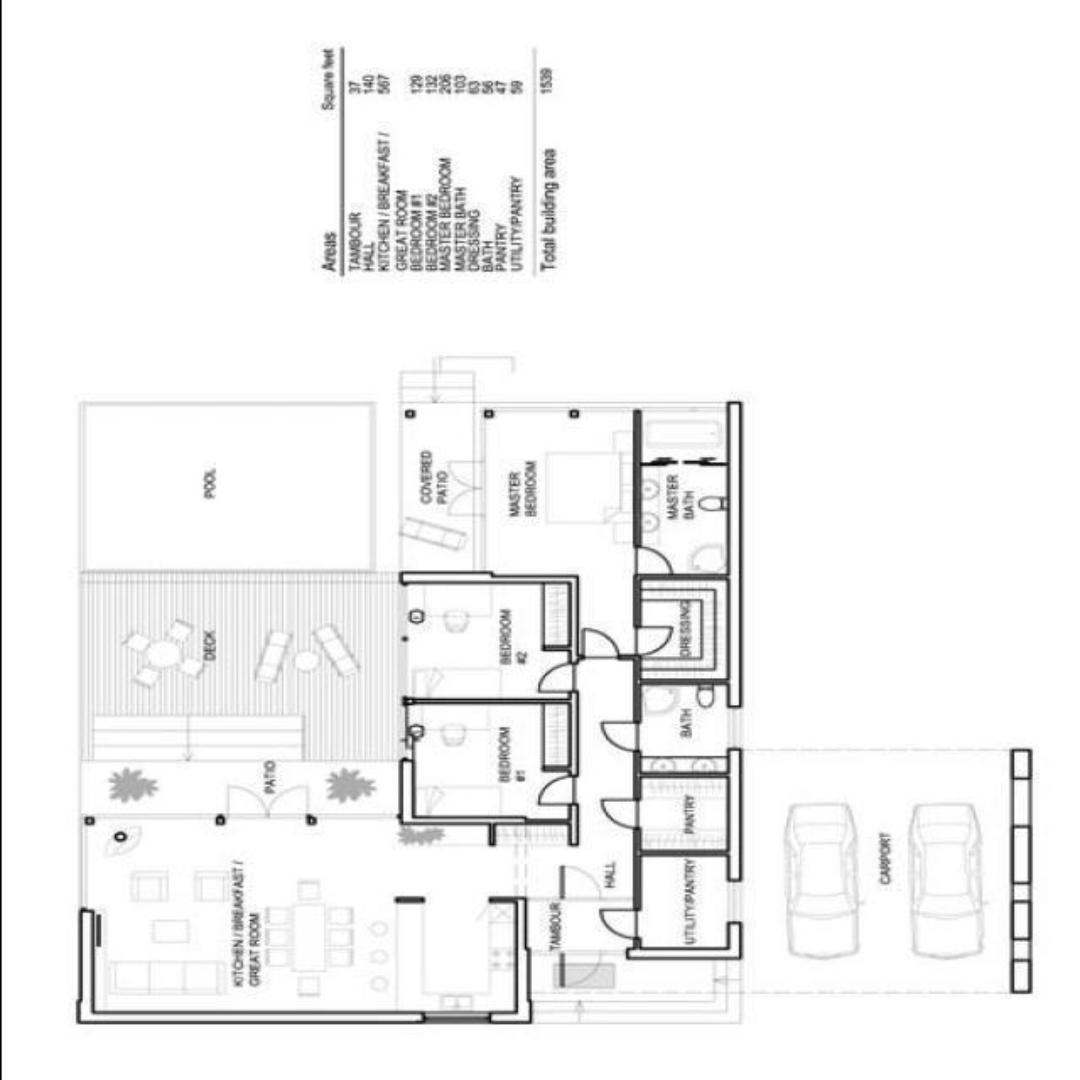 Areas Square feet
TAMBOUR 37
HALL 140
KITCHEN / BREAKFAST / 567
GREAT ROOM
BEDROOM #1 129
BEDROOM #2 132
MASTER BEDROOM 206
MASTER BATH 103
DRESSING 63
BATH 56
PANTRY 47
UTILITY/PANTRY 59
Total building area 1539
POOL
COVERED
PATIO
MASTER
BEDROOM
MASTER
BATH
DECK
BEDROOM
#2
DRESSING
PATIO
BEDROOM
#1
BATH
PANTRY
KITCHEN / BREAKFAST /
GREAT ROOM
TAMBOUR
HALL
UTILITY/PANTRY
CARPORT